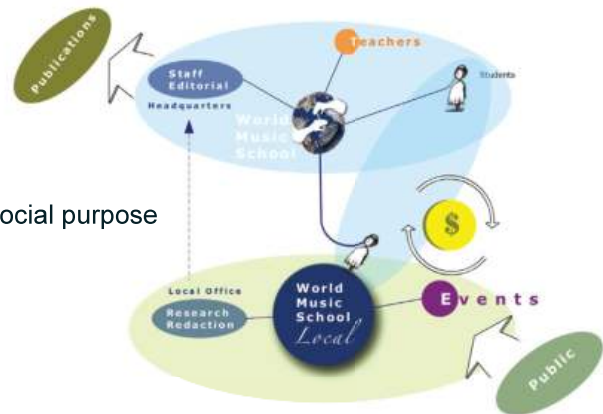 Publications
Teachers
Staff
Editorial
Headquarters
Students
World
Music
School
ocial purpose
$
Local Office
Research
Redaction
World
Music
School
Local
Events
Public